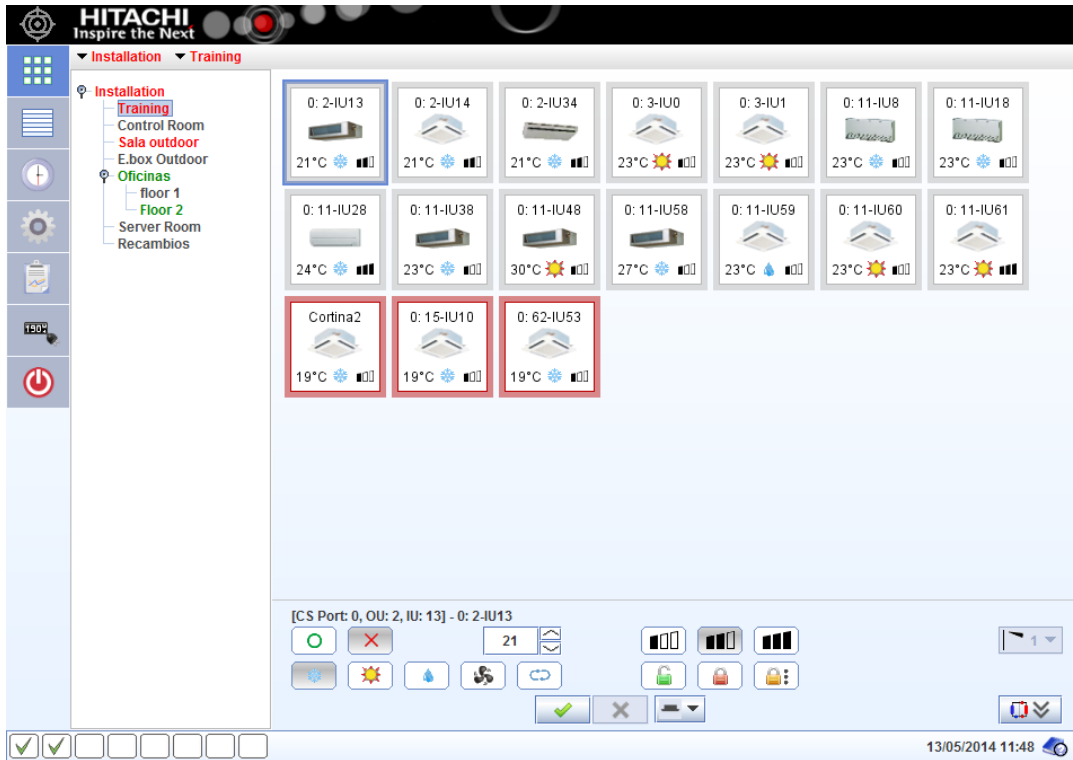 HITACHI
Inspire the Next
Installation Training
Installation
Training
Control Room
Sala outdoor
E.box Outdoor
Oficinas
floor 1
Floor 2
Server Room
Recambios
0: 2-IU13 0: 2-IU14 0: 2-IU34 0: 3-IU0 0: 3-IU1 0: 11-IU8 0: 11-IU18
21°C 21°C 21°C 23°C 23°C 23°C 23°C
0: 11-IU28 0: 11-IU38 0: 11-IU48 0: 11-IU58 0: 11-IU59 0: 11-IU60 0: 11-IU61
24°C 23°C 30°C 27°C 23°C 23°C 23°C
Cortina2 0: 15-IU10 0: 62-IU53
19°C 19°C 19°C
[CS Port: 0, OU: 2, IU: 13] - 0: 2-IU13
21
1
13/05/2014 11:48